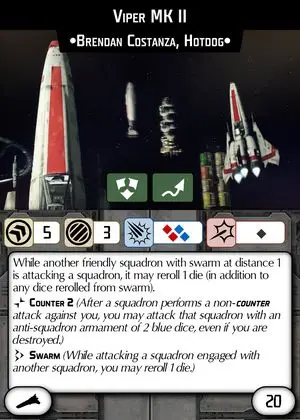 Viper MK II
•Brendan Costanza, Hotdog•
5
3
While another friendly squadron with swarm at distance 1
is attacking a squadron, it may reroll 1 die (in addition to
any dice rerolled from swarm).
Counter 2 (After a squadron performs a non-counter
attack against you, you may attack that squadron with an
anti-squadron armament of 2 blue dice, even if you are
destroyed.)
Swarm (While attacking a squadron engaged with
another squadron, you may reroll 1 die.)
20